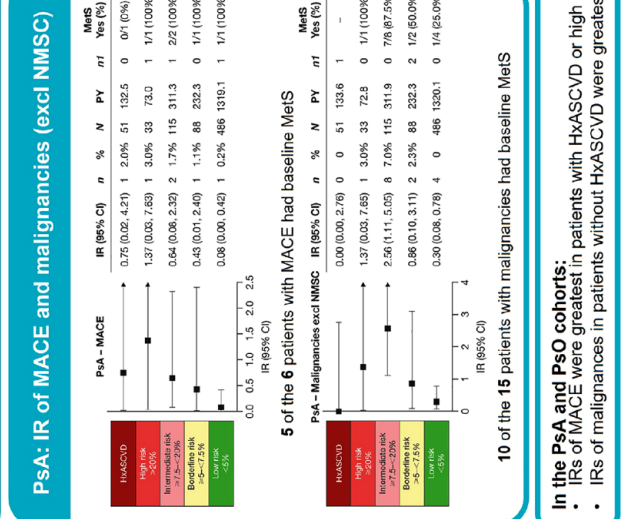 PsA: IR of MACE and malignancies (excl NMSC)
PsA – MACE IR (95% CI) n % N PY n1 MetS Yes (%)
HxASCVD 0.75 (0.02, 4.21) 1 2.0% 51 132.5 0 0/1 (0%)
High risk ≥20% 1.37 (0.03, 7.63) 1 3.0% 33 73.0 1 1/1 (100%
Intermediate risk ≥7.5–<20% 0.64 (0.08, 2.32) 2 1.7% 115 311.3 1 2/2 (100%
Borderline risk ≥5–<7.5% 0.43 (0.01, 2.40) 1 1.1% 88 232.3 0 1/1 (100%
Low risk <5% 0.08 (0.00, 0.42) 1 0.2% 486 1319.1 1 1/1 (100%
0.0 0.5 1.0 1.5 2.0 2.5
IR (95% CI)
5 of the 6 patients with MACE had baseline MetS
PsA – Malignancies excl NMSC IR (95% CI) n % N PY n1 MetS Yes (%)
HxASCVD 0.00 (0.00, 2.76) 0 0 51 133.6 1 –
High risk ≥20% 1.37 (0.03, 7.65) 1 3.0% 33 72.8 0 1/1 (100%
Intermediate risk ≥7.5–<20% 2.56 (1.11, 5.05) 8 7.0% 115 311.9 0 7/8 (87.5%
Borderline risk ≥5–<7.5% 0.86 (0.10, 3.11) 2 2.3% 88 232.3 2 1/2 (50.0%
Low risk <5% 0.30 (0.08, 0.78) 4 0 486 1320.1 0 1/4 (25.0%
0 1 2 3 4
IR (95% CI)
10 of the 15 patients with malignancies had baseline MetS
In the PsA and PsO cohorts:
• IRs of MACE were greatest in patients with HxASCVD or high
• IRs of malignances in patients without HxASCVD were greates